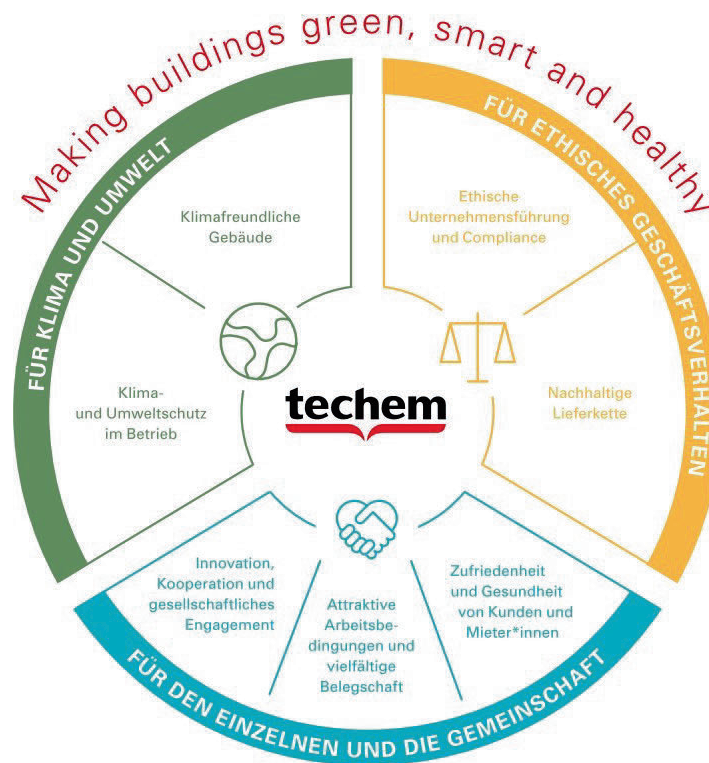 Making buildings green, smart and healthy
FÜR KLIMA UND UMWELT
Klimafreundliche
Gebäude
Klima-
und Umweltschutz
im Betrieb
FÜR ETHISCHES GESCHÄFTSVERHALTEN
Ethische
Unternehmensführung
und Compliance
Nachhaltige
Lieferkette
techem
Innovation,
Kooperation und
gesellschaftliches
Engagement
Attraktive
Arbeitsbe-
dingungen und
vielfältige
Belegschaft
Zufriedenheit
und Gesundheit
von Kunden und
Mieter*innen
FÜR DEN EINZELNEN UND DIE GEMEINSCHAFT